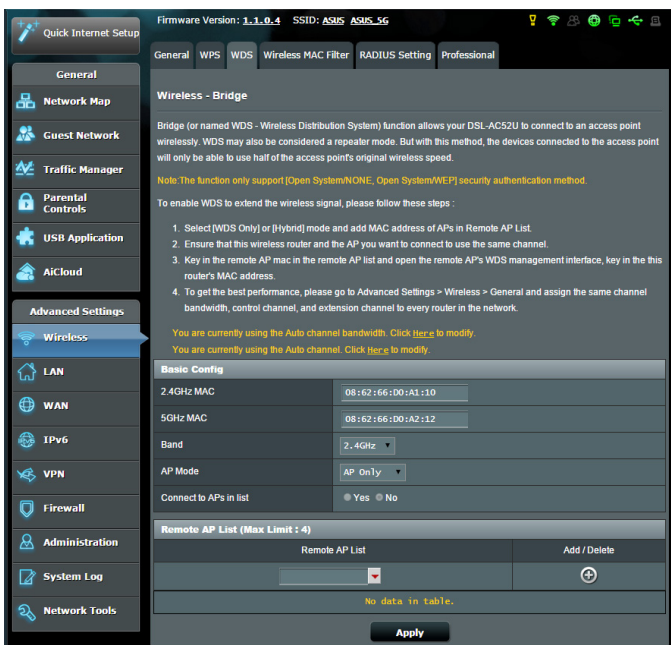 Quick Internet Setup
Firmware Version: 1.1.0.4 SSID: ASUS ASUS_5G
General WPS WDS Wireless MAC Filter RADIUS Setting Professional
General
Network Map
Guest Network
Traffic Manager
Parental
Controls
USB Application
AiCloud
Advanced Settings
Wireless
LAN
WAN
IPv6
VPN
Firewall
Administration
System Log
Network Tools
Wireless - Bridge
Bridge (or named WDS - Wireless Distribution System) function allows your DSL-AC52U to connect to an access point
wirelessly. WDS may also be considered a repeater mode. But with this method, the devices connected to the access point
will only be able to use half of the access point's original wireless speed.
Note:The function only support [Open System/NONE, Open System/WEP] security authentication method.
To enable WDS to extend the wireless signal, please follow these steps :
1. Select [WDS Only] or [Hybrid] mode and add MAC address of APs in Remote AP List.
2. Ensure that this wireless router and the AP you want to connect to use the same channel.
3. Key in the remote AP mac in the remote AP list and open the remote AP's WDS management interface, key in the this
router's MAC address.
4. To get the best performance, please go to Advanced Settings > Wireless > General and assign the same channel
bandwidth, control channel, and extension channel to every router in the network.
You are currently using the Auto channel bandwidth. Click Here to modify.
You are currently using the Auto channel. Click Here to modify.
Basic Config
2.4GHz MAC 08:62:66:D0:A1:10
5GHz MAC 08:62:66:D0:A2:12
Band 2.4GHz
AP Mode AP Only
Connect to APs in list Yes No
Remote AP List (Max Limit : 4)
Remote AP List Add / Delete
No data in table.
Apply